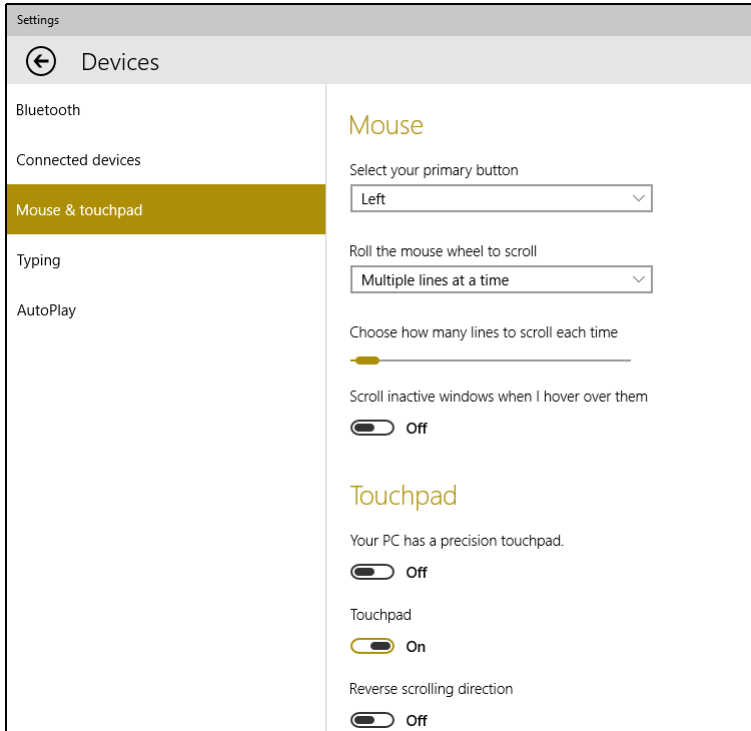 Settings
Devices
Bluetooth
Connected devices
Mouse & touchpad
Typing
AutoPlay
Mouse
Select your primary button
Left
Roll the mouse wheel to scroll
Multiple lines at a time
Choose how many lines to scroll each time
Scroll inactive windows when I hover over them
Off
Touchpad
Your PC has a precision touchpad.
Off
Touchpad
On
Reverse scrolling direction
Off